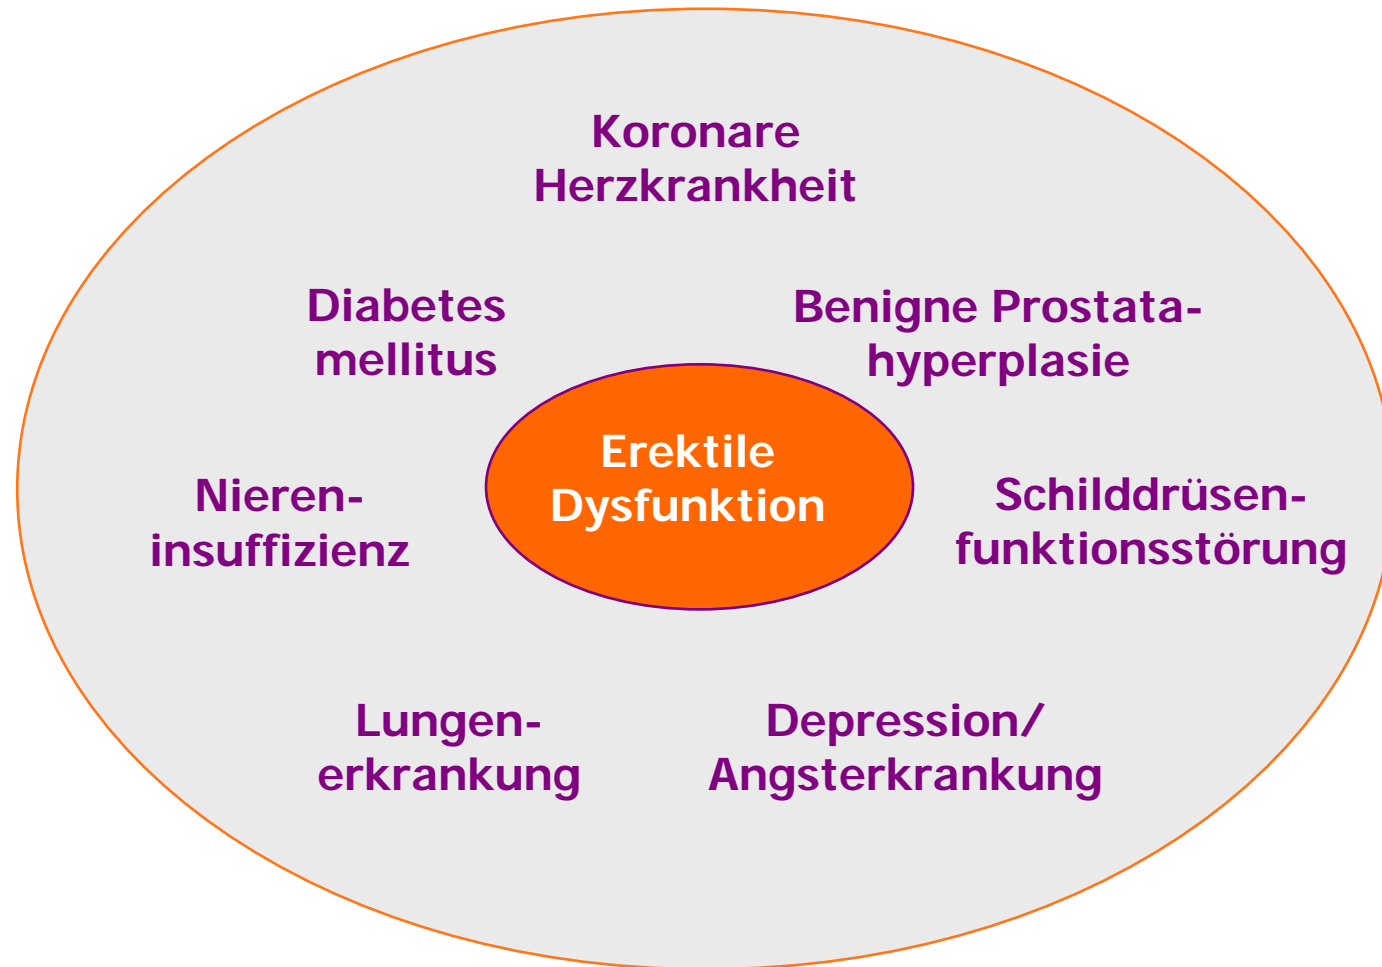 Koronare
Herzkrankheit
Diabetes
mellitus
Benigne Prostata-
hyperplasie
Erektile
Dysfunktion
Nieren-
insuffizienz
Schilddrüsen-
funktionsstörung
Lungen-
erkrankung
Depression/
Angsterkrankung